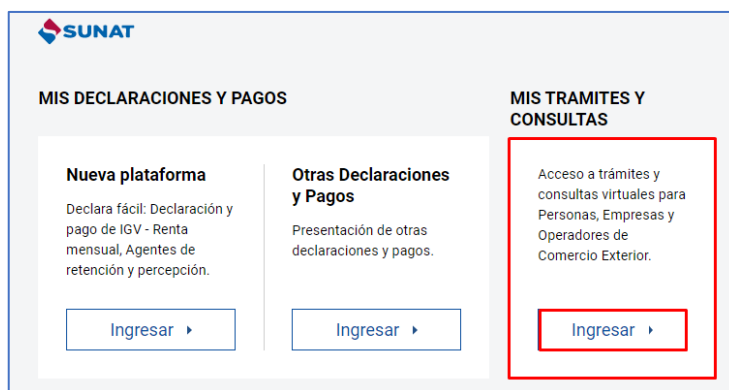 SUNAT
MIS DECLARACIONES Y PAGOS
Nueva plataforma
Declara fácil: Declaración y
pago de IGV - Renta
mensual, Agentes de
retención y percepción.
Ingresar
Otras Declaraciones
y Pagos
Presentación de otras
declaraciones y pagos.
Ingresar
MIS TRAMITES Y
CONSULTAS
Acceso a trámites y
consultas virtuales para
Personas, Empresas y
Operadores de
Comercio Exterior.
Ingresar